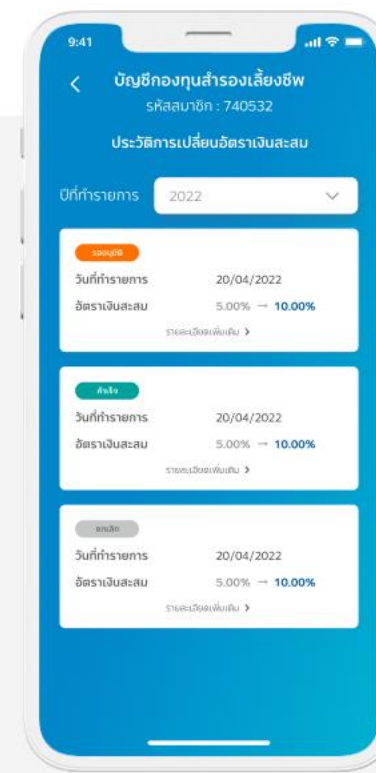 9:41
บัญชีกองทุนสำรองเลี้ยงชีพ
รหัสสมาชิก : 740532
ประวัติการเปลี่ยนอัตราเงินสะสม
ปีที่ทำรายการ 2022
รออนุมัติ
วันที่ทำรายการ 20/04/2022
อัตราเงินสะสม 5.00% → 10.00%
รายละเอียดเพิ่มเติม >
สำเร็จ
วันที่ทำรายการ 20/04/2022
อัตราเงินสะสม 5.00% → 10.00%
รายละเอียดเพิ่มเติม >
ยกเลิก
วันที่ทำรายการ 20/04/2022
อัตราเงินสะสม 5.00% → 10.00%
รายละเอียดเพิ่มเติม >